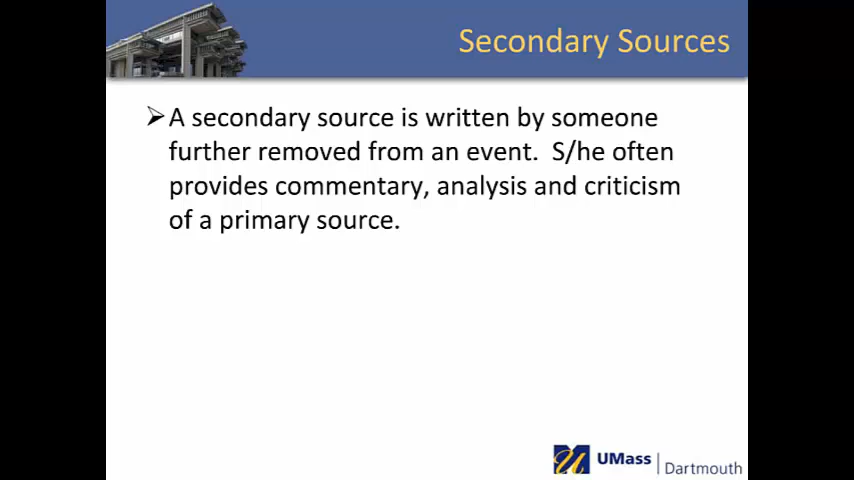 Secondary Sources
➢A secondary source is written by someone
further removed from an event.  S/he often
provides commentary, analysis and criticism
of a primary source.
UMass | Dartmouth